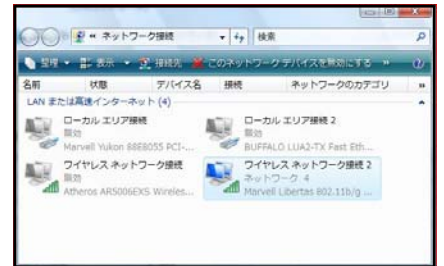 ネットワーク接続
検索
整理 表示 接続先 このネットワーク デバイスを無効にする »
名前 状態 デバイス名 接続 ネットワークのカテゴリ »
LAN または高速インターネット (4)
ローカル エリア接続
無効
Marvell Yukon 88E8055 PCI-...
ローカル エリア接続 2
無効
BUFFALO LUA2-TX Fast Eth...
ワイヤレス ネットワーク接続
無効
Atheros AR5006EXS Wireles...
ワイヤレス ネットワーク接続 2
ネットワーク 4
Marvell Libertas 802.11b/g ...